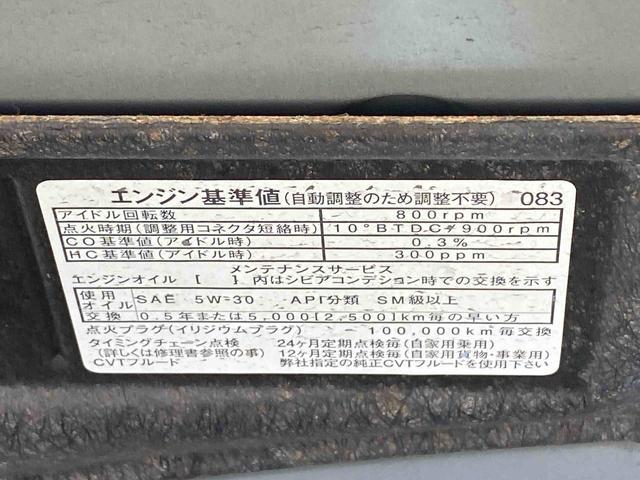 エンジン基準値(自動調整のため調整不要) 083
アイドル回転数 800rpm
点火時期(調整用コネクタ短絡時) 10°BTDC/900rpm
CO基準値(アイドル時) 0.3%
HC基準値(アイドル時) 300ppm
メンテナンスサービス
エンジンオイル [ ]内はシビアコンデション時での交換を示す
使用オイル SAE 5W-30 API分類 SM級以上
交換 0.5年または5,000[2,500]km毎の早い方
点火プラグ(イリジウムプラグ) 100,000km毎交換
タイミングチェーン点検 24ヶ月定期点検毎(自家用乗用)
(詳しくは修理書参照の事) 12ヶ月定期点検毎(自家用貨物・事業用)
CVTフルード 弊社指定の純正CVTフルードを使用下さい